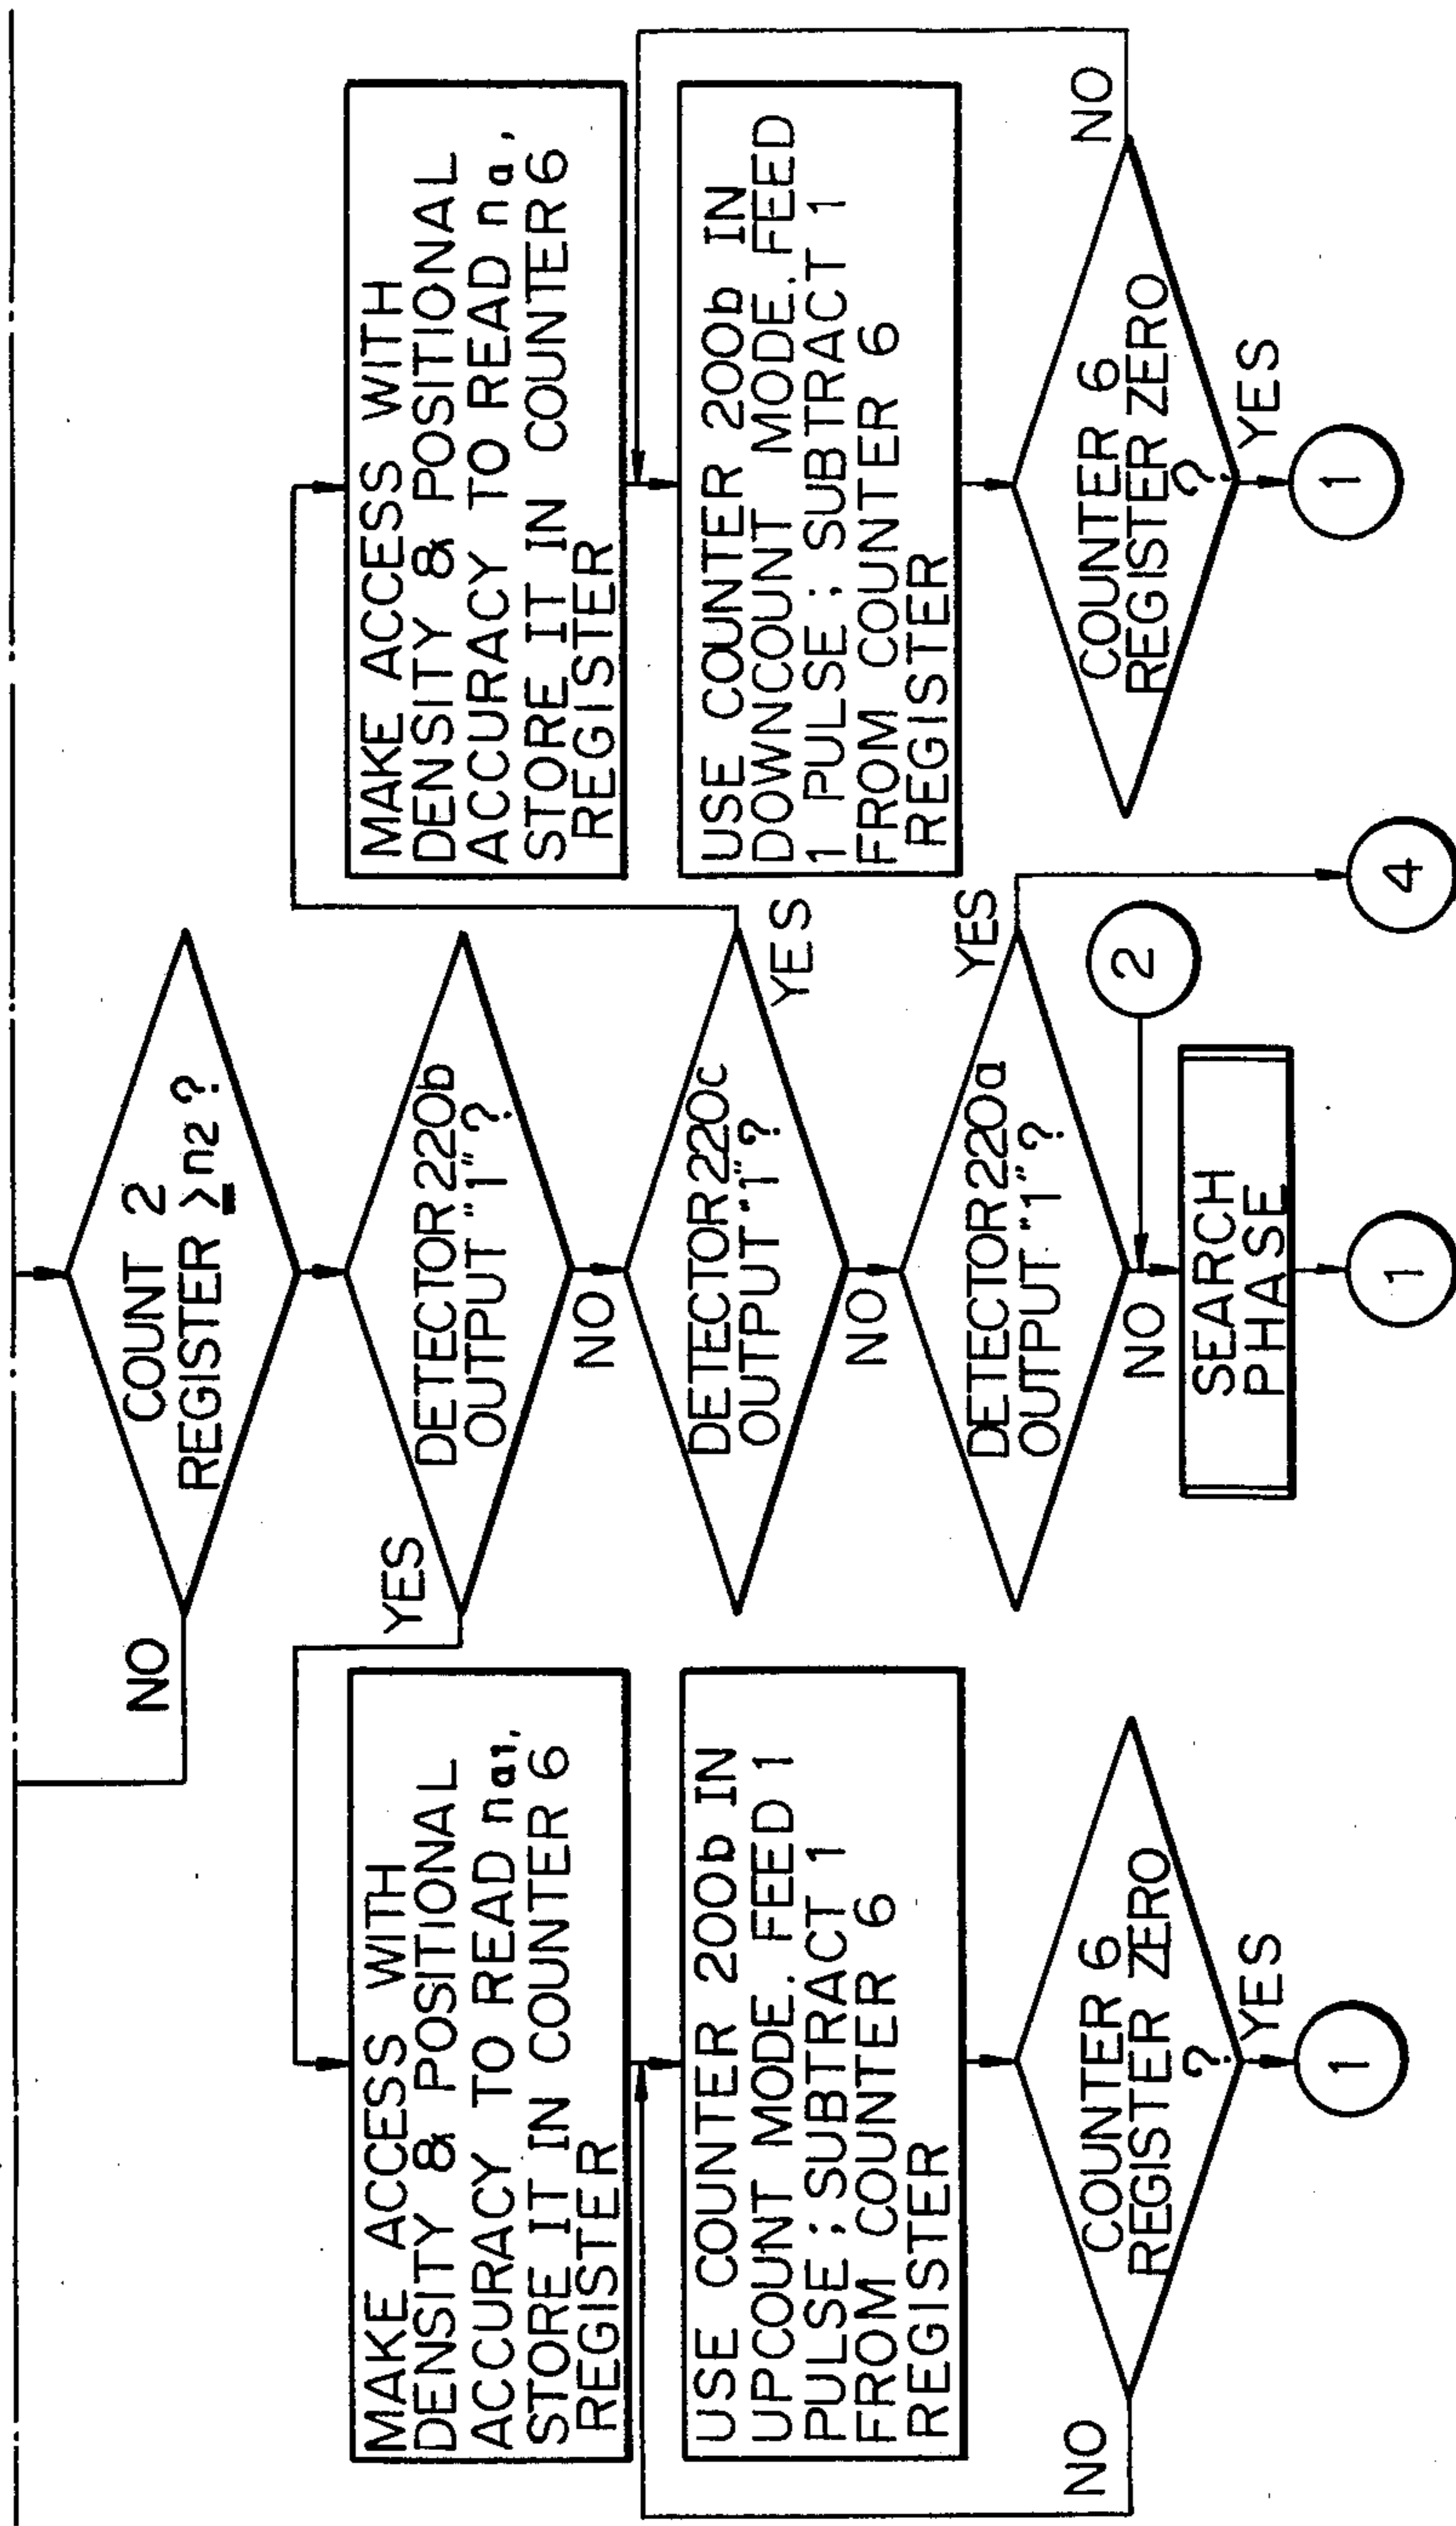 COUNT 2
REGISTER ≥ n2 ?
NO
DETECTOR 220b
OUTPUT "1" ?
YES
NO
MAKE ACCESS WITH
DENSITY & POSITIONAL
ACCURACY TO READ na1,
STORE IT IN COUNTER 6
REGISTER
USE COUNTER 200b IN
UPCOUNT MODE. FEED 1
PULSE ; SUBTRACT 1
FROM COUNTER 6
REGISTER
COUNTER 6
REGISTER ZERO
?
NO
YES
1
DETECTOR 220c
OUTPUT "1" ?
YES
NO
DETECTOR 220a
OUTPUT "1" ?
YES
NO
2
SEARCH
PHASE
1
4
MAKE ACCESS WITH
DENSITY & POSITIONAL
ACCURACY TO READ na,
STORE IT IN COUNTER 6
REGISTER
USE COUNTER 200b IN
DOWNCOUNT MODE. FEED
1 PULSE ; SUBTRACT 1
FROM COUNTER 6
REGISTER
COUNTER 6
REGISTER ZERO
?
NO
YES
1